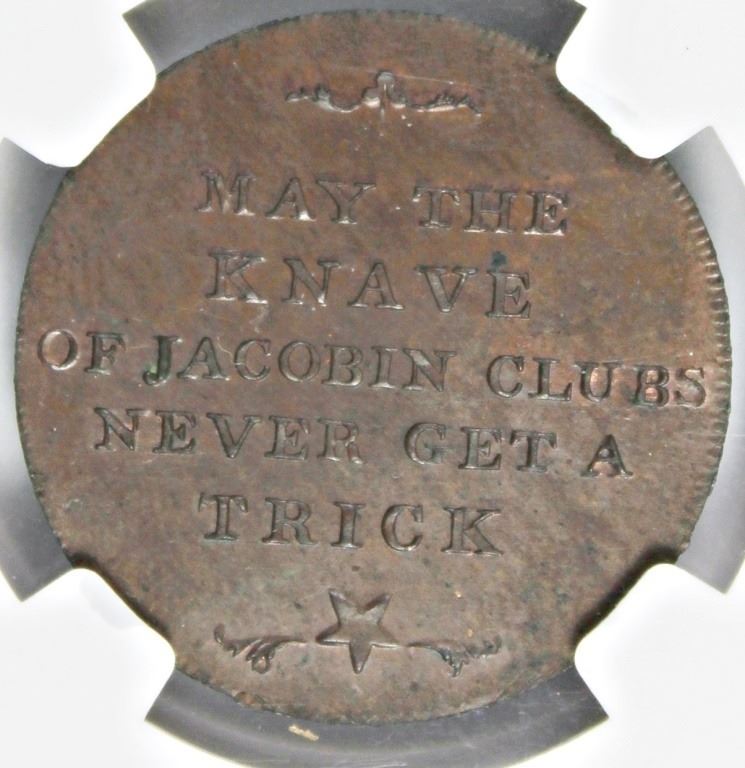 MAY THE
KNAVE
OF JACOBIN CLUBS
NEVER GET A
TRICK